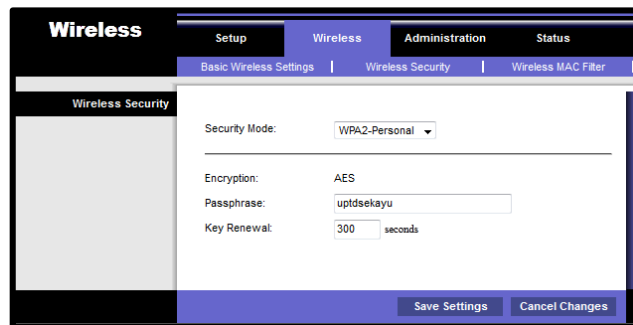 Wireless
Setup Wireless Administration Status
Basic Wireless Settings Wireless Security Wireless MAC Filter
Wireless Security
Security Mode: WPA2-Personal
Encryption: AES
Passphrase: uptdsekayu
Key Renewal: 300 seconds
Save Settings Cancel Changes